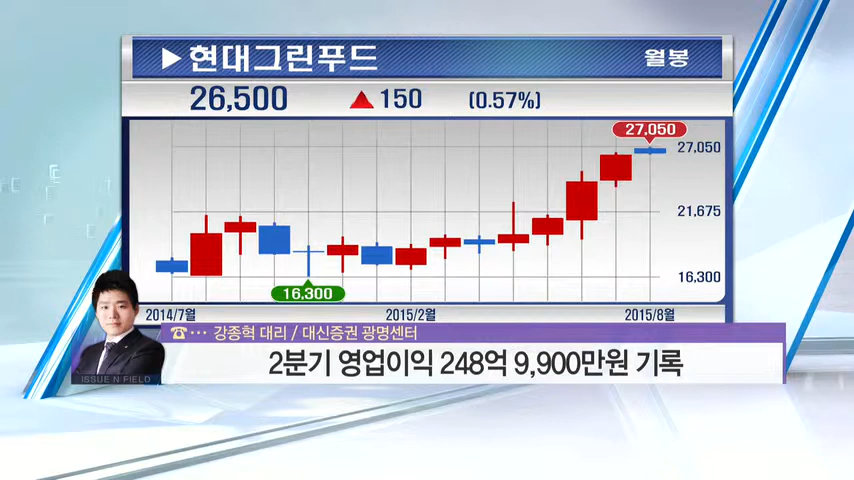 ▶현대그린푸드 월봉
26,500 ▲150 (0.57%)
27,050
27,050
21,675
16,300
16,300
2014/7월 2015/2월 2015/8월
☎··· 강종혁 대리 / 대신증권 광명센터
2분기 영업이익 248억 9,900만원 기록
ISSUE N FIELD